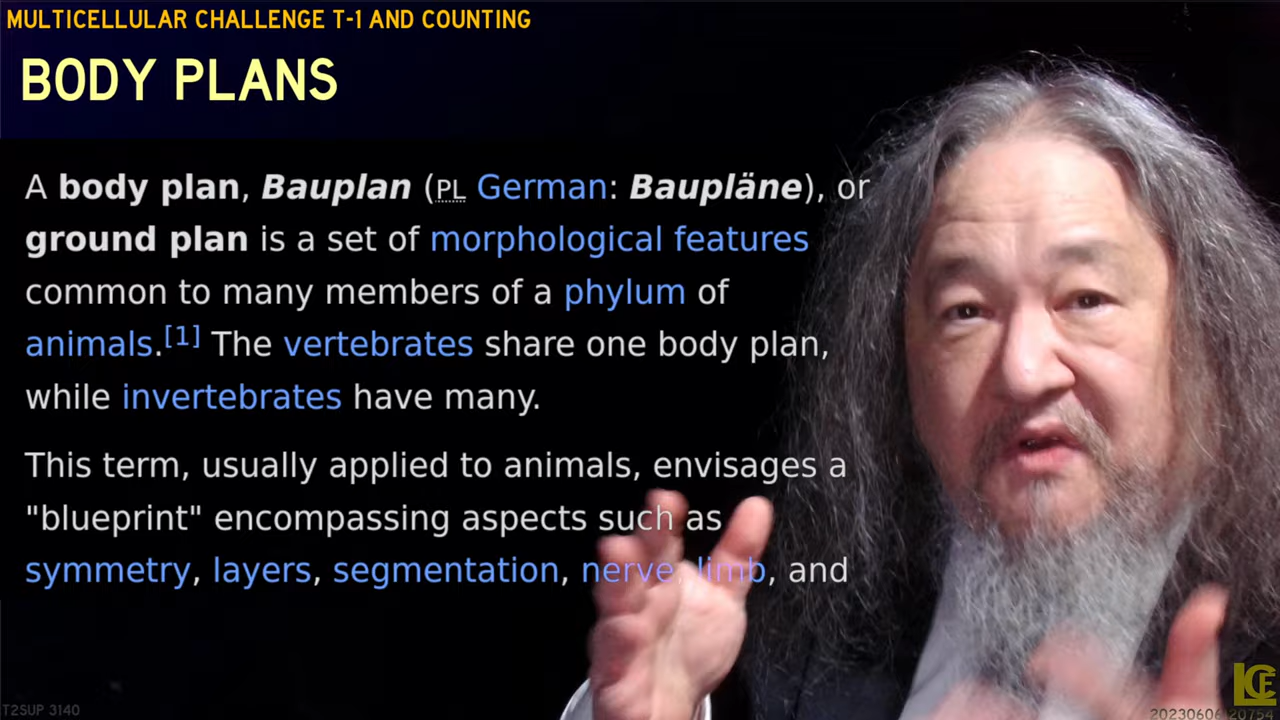 MULTICELLULAR CHALLENGE T-1 AND COUNTING
BODY PLANS
A body plan, Bauplan (PL German: Baupläne), or
ground plan is a set of morphological features
common to many members of a phylum of
animals.[1] The vertebrates share one body plan,
while invertebrates have many.
This term, usually applied to animals, envisages a
"blueprint" encompassing aspects such as
symmetry, layers, segmentation, nerve, limb, and
LCE
T2SUP 3140
20230606 20754